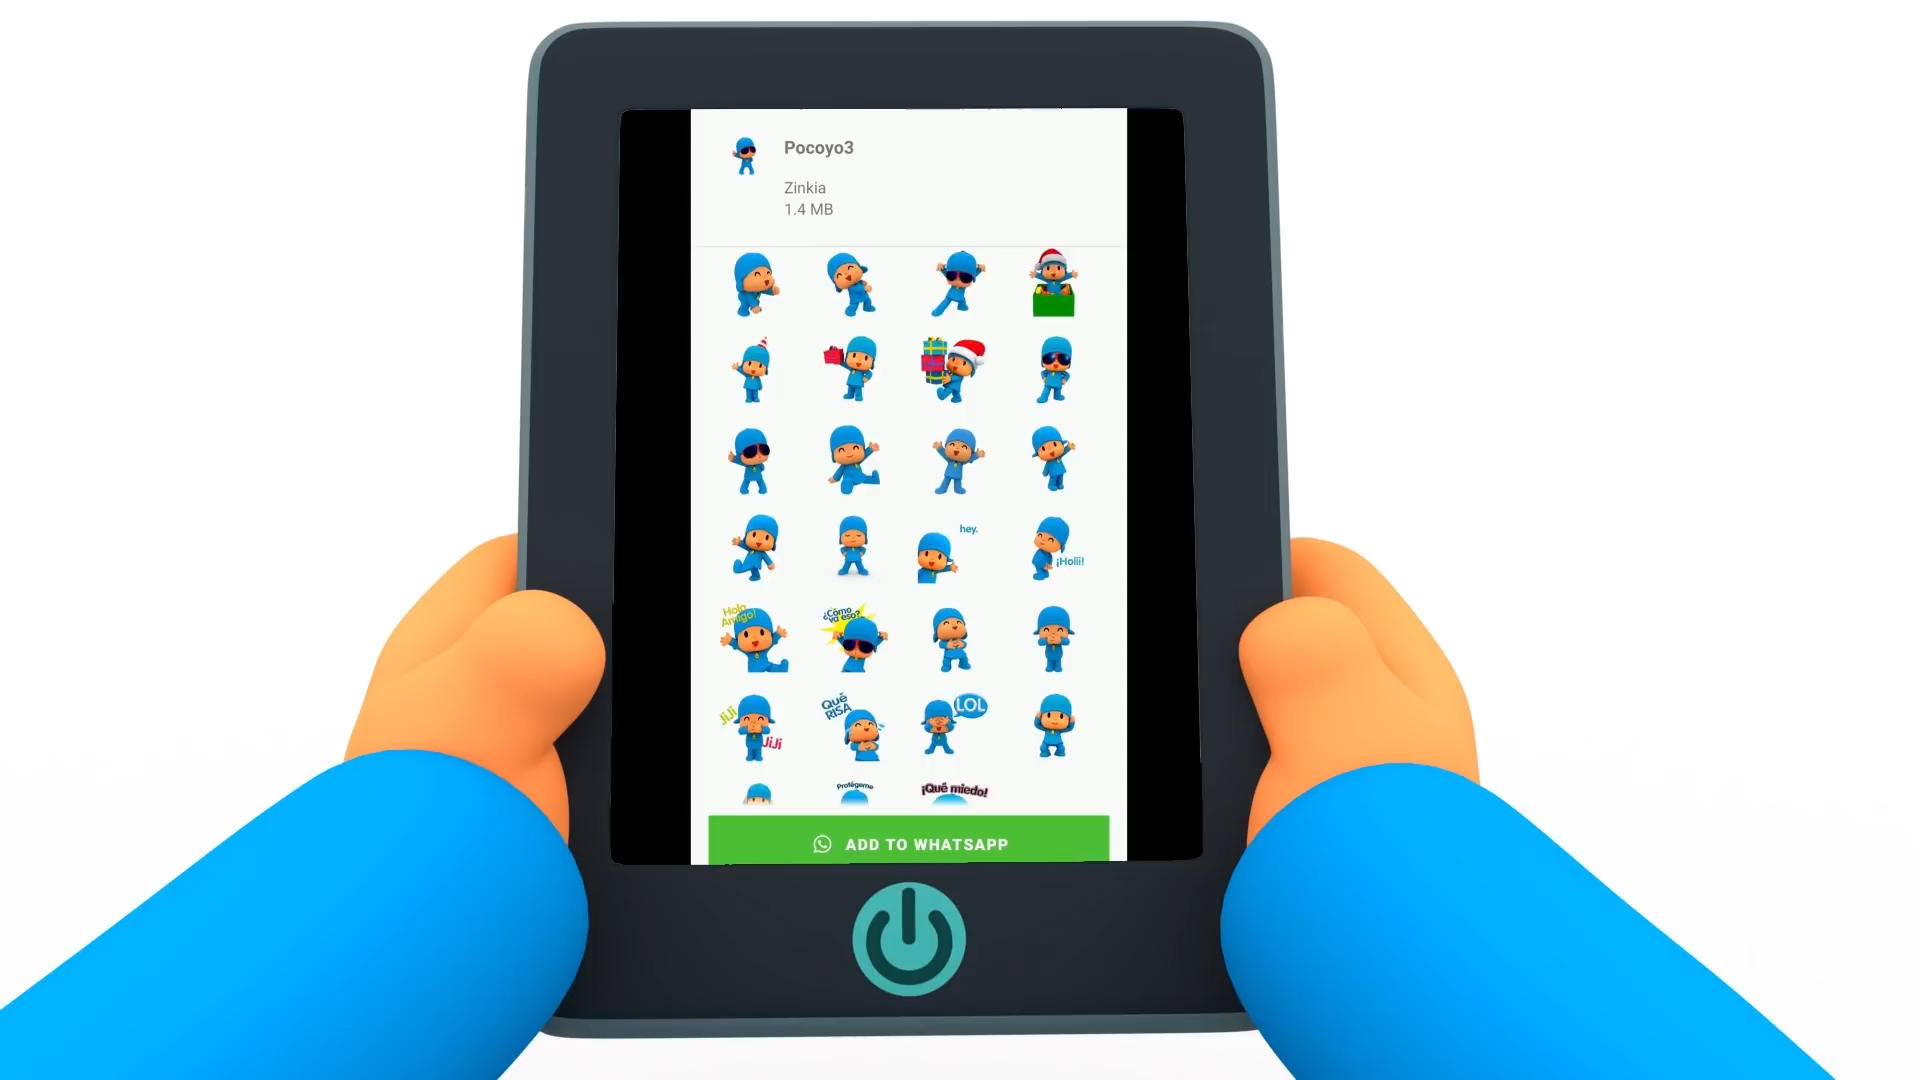 Pocoyo3
Zinkia
1.4 MB
hey.
¡Holii!
Hola
Amigo!
¿Cómo
va eso?
JiJi
JiJi
Qué
RISA
LOL
Protégeme
¡Qué miedo!
ADD TO WHATSAPP